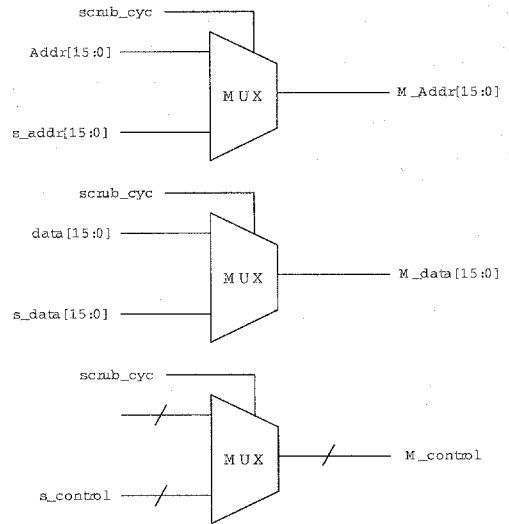 scrub_cyc
Addr[15:0]
MUX
M_Addr[15:0]
s_addr[15:0]
scrub_cyc
data[15:0]
MUX
M_data[15:0]
s_data[15:0]
scrub_cyc
MUX
M_control
s_control